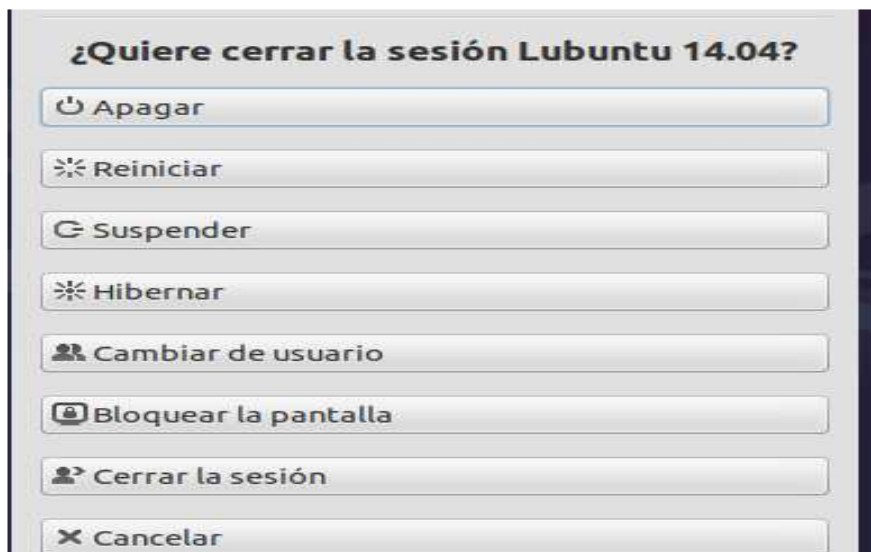 ¿Quiere cerrar la sesión Lubuntu 14.04?
Apagar
Reiniciar
Suspender
Hibernar
Cambiar de usuario
Bloquear la pantalla
Cerrar la sesión
Cancelar